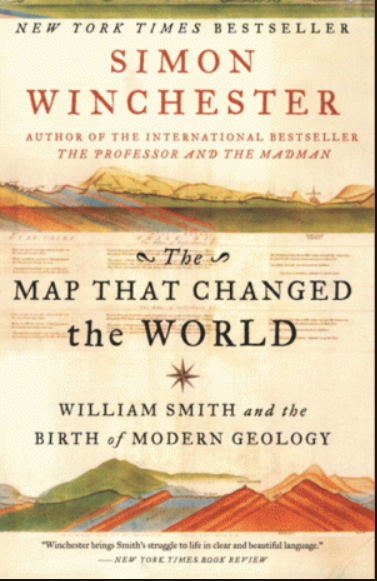 NEW YORK TIMES BESTSELLER
SIMON
WINCHESTER
AUTHOR OF THE INTERNATIONAL BESTSELLER
THE PROFESSOR AND THE MADMAN
The
MAP THAT CHANGED
the WORLD
WILLIAM SMITH and the
BIRTH of MODERN GEOLOGY
"Winchester brings Smith's struggle to life in clear and beautiful language."
—NEW YORK TIMES BOOK REVIEW